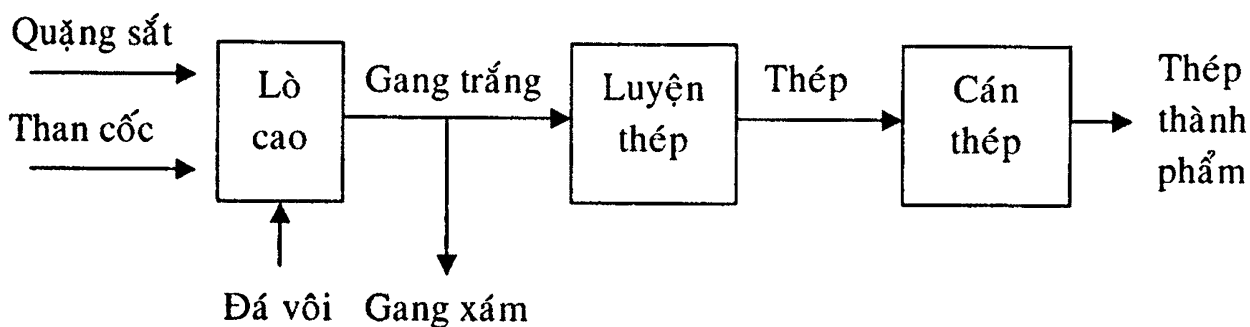 Quặng sắt
Than cốc
Lò
cao
Đá vôi
Gang trắng
Gang xám
Luyện
thép
Thép
Cán
thép
Thép
thành
phẩm